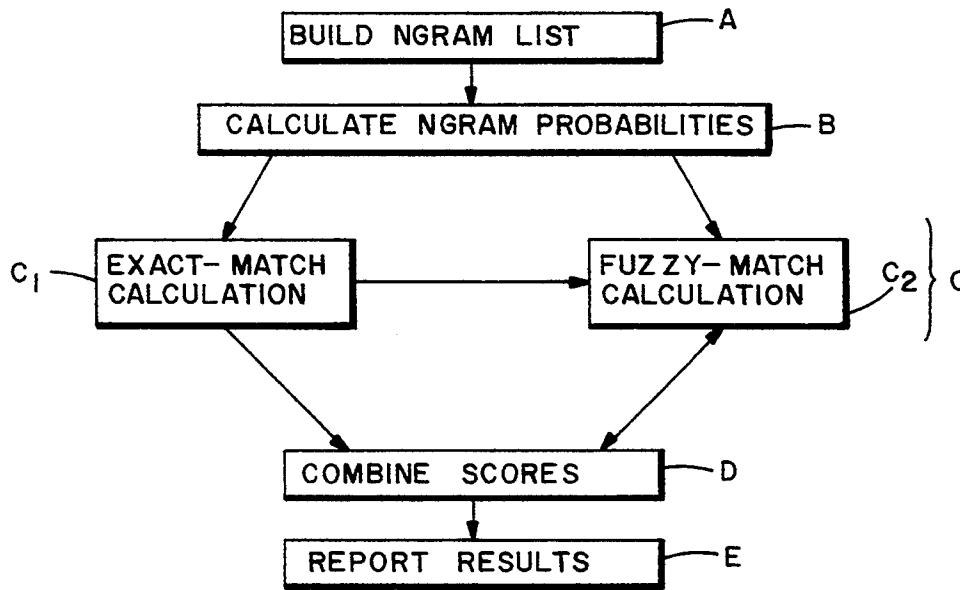 BUILD NGRAM LIST
A
CALCULATE NGRAM PROBABILITIES
B
C1
EXACT-MATCH
CALCULATION
FUZZY-MATCH
CALCULATION
C2
C
COMBINE SCORES
D
REPORT RESULTS
E